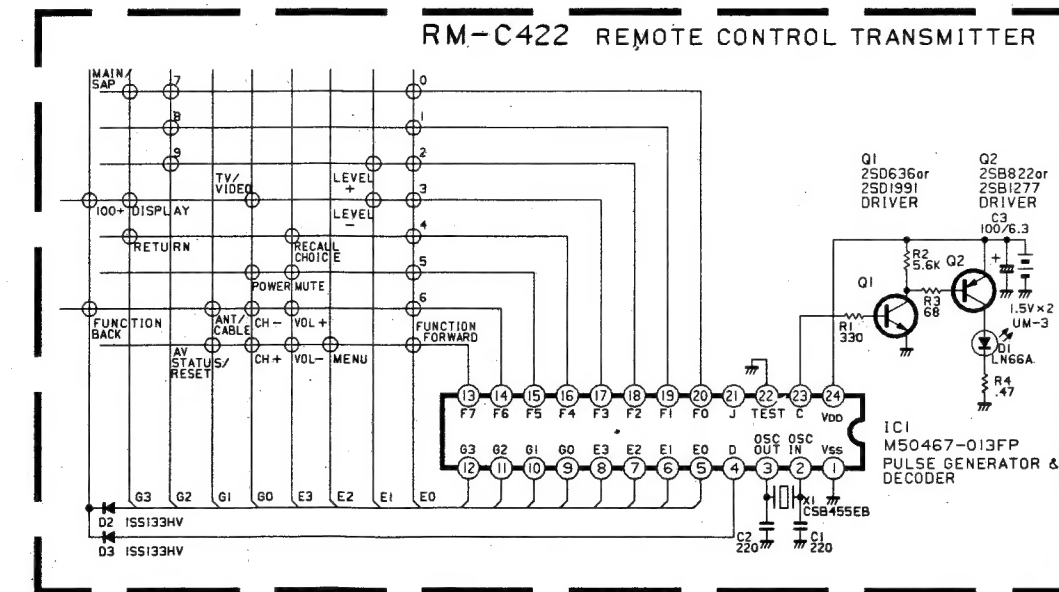 RM-C422 REMOTE CONTROL TRANSMITTER
MAIN/
SAP
7
0
8
1
9
2
TV/
VIDEO
LEVEL
+
3
100+
DISPLAY
LEVEL
−
4
RETURN
RECALL
CHOICE
5
POWER
MUTE
6
FUNCTION
BACK
ANT/
CABLE
CH−
VOL+
FUNCTION
FORWARD
AV
STATUS/
RESET
CH+
VOL−
MENU
Q1
2SD636or
2SD1991
DRIVER
Q2
2SB822or
2SB1277
DRIVER
C3
100/6.3
+
R2
5.6K
Q2
Q1
R3
68
R1
330
1.5V×2
UM-3
D1
LN66A
R4
.47
13 14 15 16 17 18 19 20 21 22 23 24
F7 F6 F5 F4 F3 F2 F1 F0 J TEST C VDD
G3 G2 G1 G0 E3 E2 E1 E0 D OSC OUT OSC IN VSS
12 11 10 9 8 7 6 5 4 3 2 1
IC1
M50467-013FP
PULSE GENERATOR &
DECODER
G3 G2 G1 G0 E3 E2 E1 E0
X1
CSB455EB
D2 ISS133HV
D3 ISS133HV
C2
220
C1
220